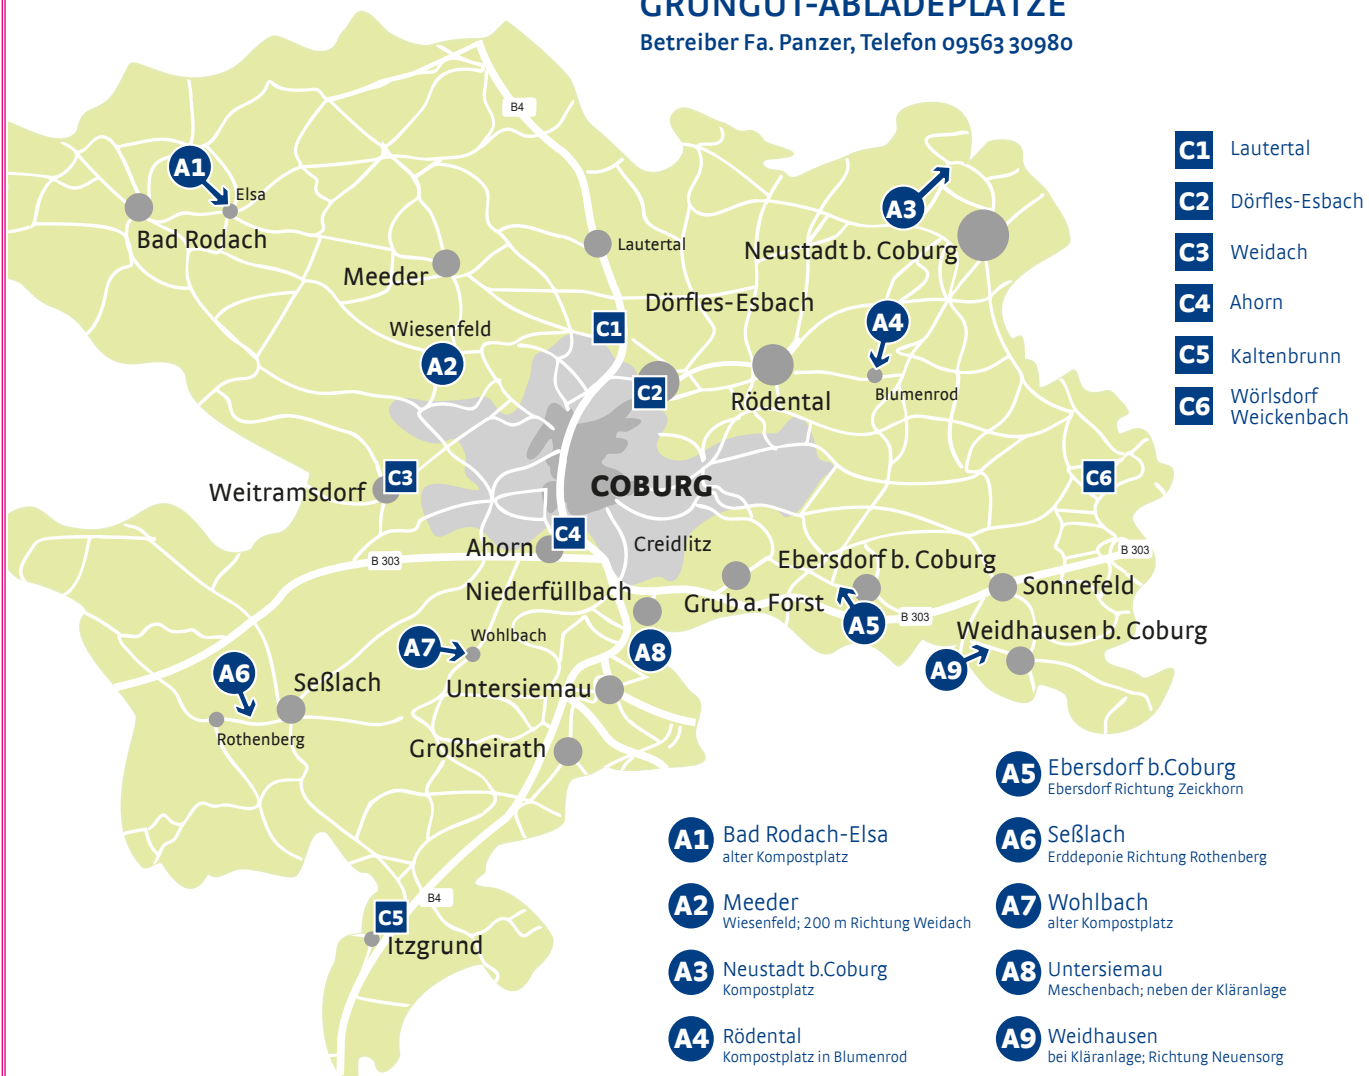 GRÜNGUT-ABLADEPLÄTZE
Betreiber Fa. Panzer, Telefon 09563 30980
B4
C1 Lautertal
C2 Dörfles-Esbach
C3 Weidach
C4 Ahorn
C5 Kaltenbrunn
C6 Wörlsdorf
Weickenbach
A1
Elsa
Bad Rodach
A3
Neustadt b. Coburg
Lautertal
Meeder
Dörfles-Esbach
Wiesenfeld
C1
A4
A2
C2
Rödental
Blumenrod
C3
Weitramsdorf
COBURG
C6
C4
Ahorn
Creidlitz
B 303
B 303
Ebersdorf b. Coburg
Niederfüllbach
Grub a. Forst
Sonnefeld
A5
B 303
Weidhausen b. Coburg
A7
Wohlbach
A8
A9
A6
Seßlach
Untersiemau
Rothenberg
Großheirath
B4
C5
Itzgrund
A1 Bad Rodach-Elsa
alter Kompostplatz
A2 Meeder
Wiesenfeld; 200 m Richtung Weidach
A3 Neustadt b.Coburg
Kompostplatz
A4 Rödental
Kompostplatz in Blumenrod
A5 Ebersdorf b.Coburg
Ebersdorf Richtung Zeickhorn
A6 Seßlach
Erddeponie Richtung Rothenberg
A7 Wohlbach
alter Kompostplatz
A8 Untersiemau
Meschenbach; neben der Kläranlage
A9 Weidhausen
bei Kläranlage; Richtung Neuensorg